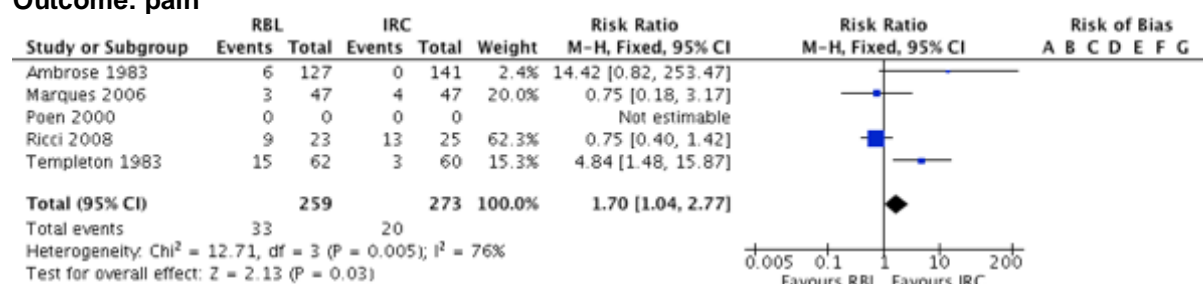 Outcome: pain
RBL IRC Risk Ratio Risk Ratio Risk of Bias
Study or Subgroup Events Total Events Total Weight M-H, Fixed, 95% CI M-H, Fixed, 95% CI A B C D E F G
Ambrose 1983 6 127 0 141 2.4% 14.42 [0.82, 253.47]
Marques 2006 3 47 4 47 20.0% 0.75 [0.18, 3.17]
Poen 2000 0 0 0 0 Not estimable
Ricci 2008 9 23 13 25 62.3% 0.75 [0.40, 1.42]
Templeton 1983 15 62 3 60 15.3% 4.84 [1.48, 15.87]
Total (95% CI) 259 273 100.0% 1.70 [1.04, 2.77]
Total events 33 20
Heterogeneity: Chi² = 12.71, df = 3 (P = 0.005); I² = 76%
Test for overall effect: Z = 2.13 (P = 0.03)
0.005 0.1 1 10 200
Favours RBL Favours IRC